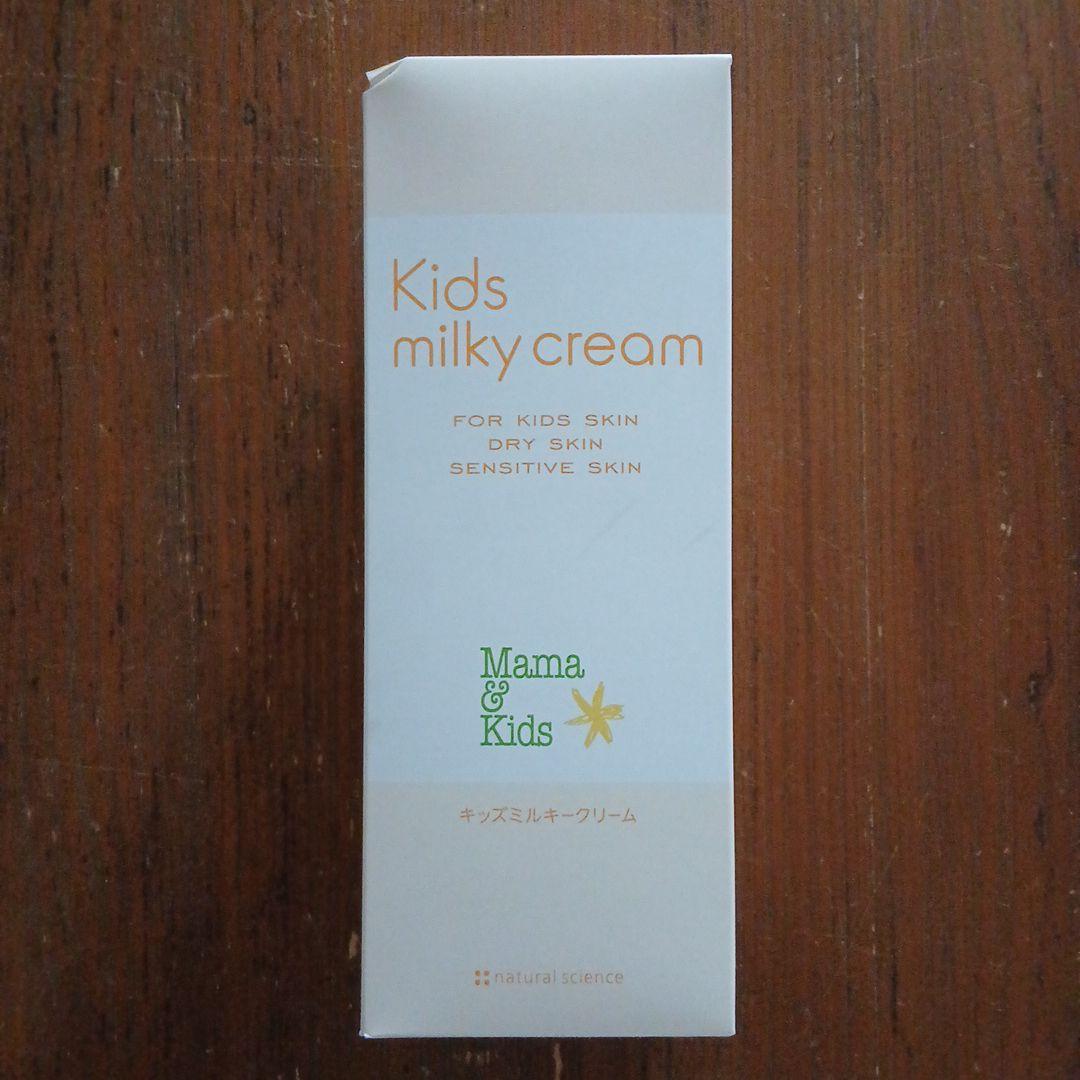 Kids
milky cream
FOR KIDS SKIN
DRY SKIN
SENSITIVE SKIN
Mama
&
Kids
キッズミルキークリーム
natural science